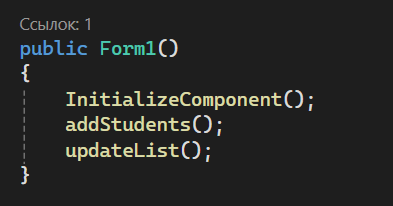 Ссылок: 1
public Form1()
{
    InitializeComponent();
    addStudents();
    updateList();
}